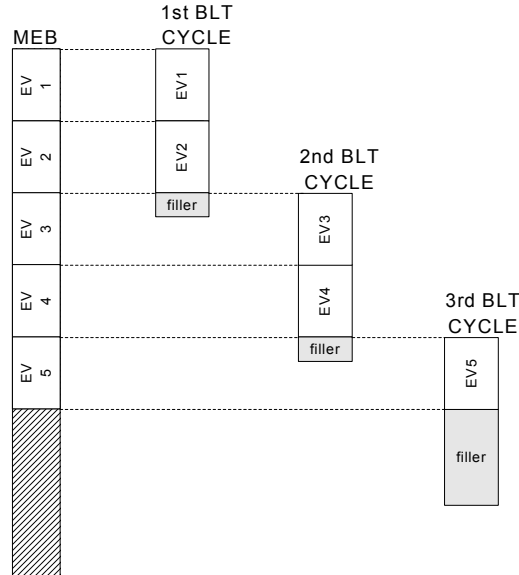 1st BLT
CYCLE
MEB
EV 1
EV1
EV 2
EV2
2nd BLT
CYCLE
filler
EV 3
EV3
EV 4
EV4
3rd BLT
CYCLE
filler
EV 5
EV5
filler